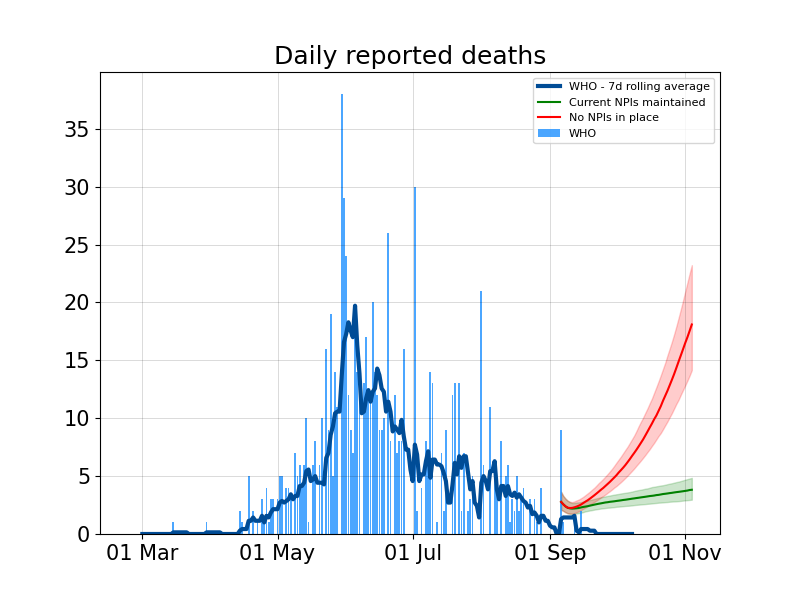 Daily reported deaths
WHO - 7d rolling average
Current NPIs maintained
No NPIs in place
WHO
35
30
25
20
15
10
5
0
01 Mar
01 May
01 Jul
01 Sep
01 Nov